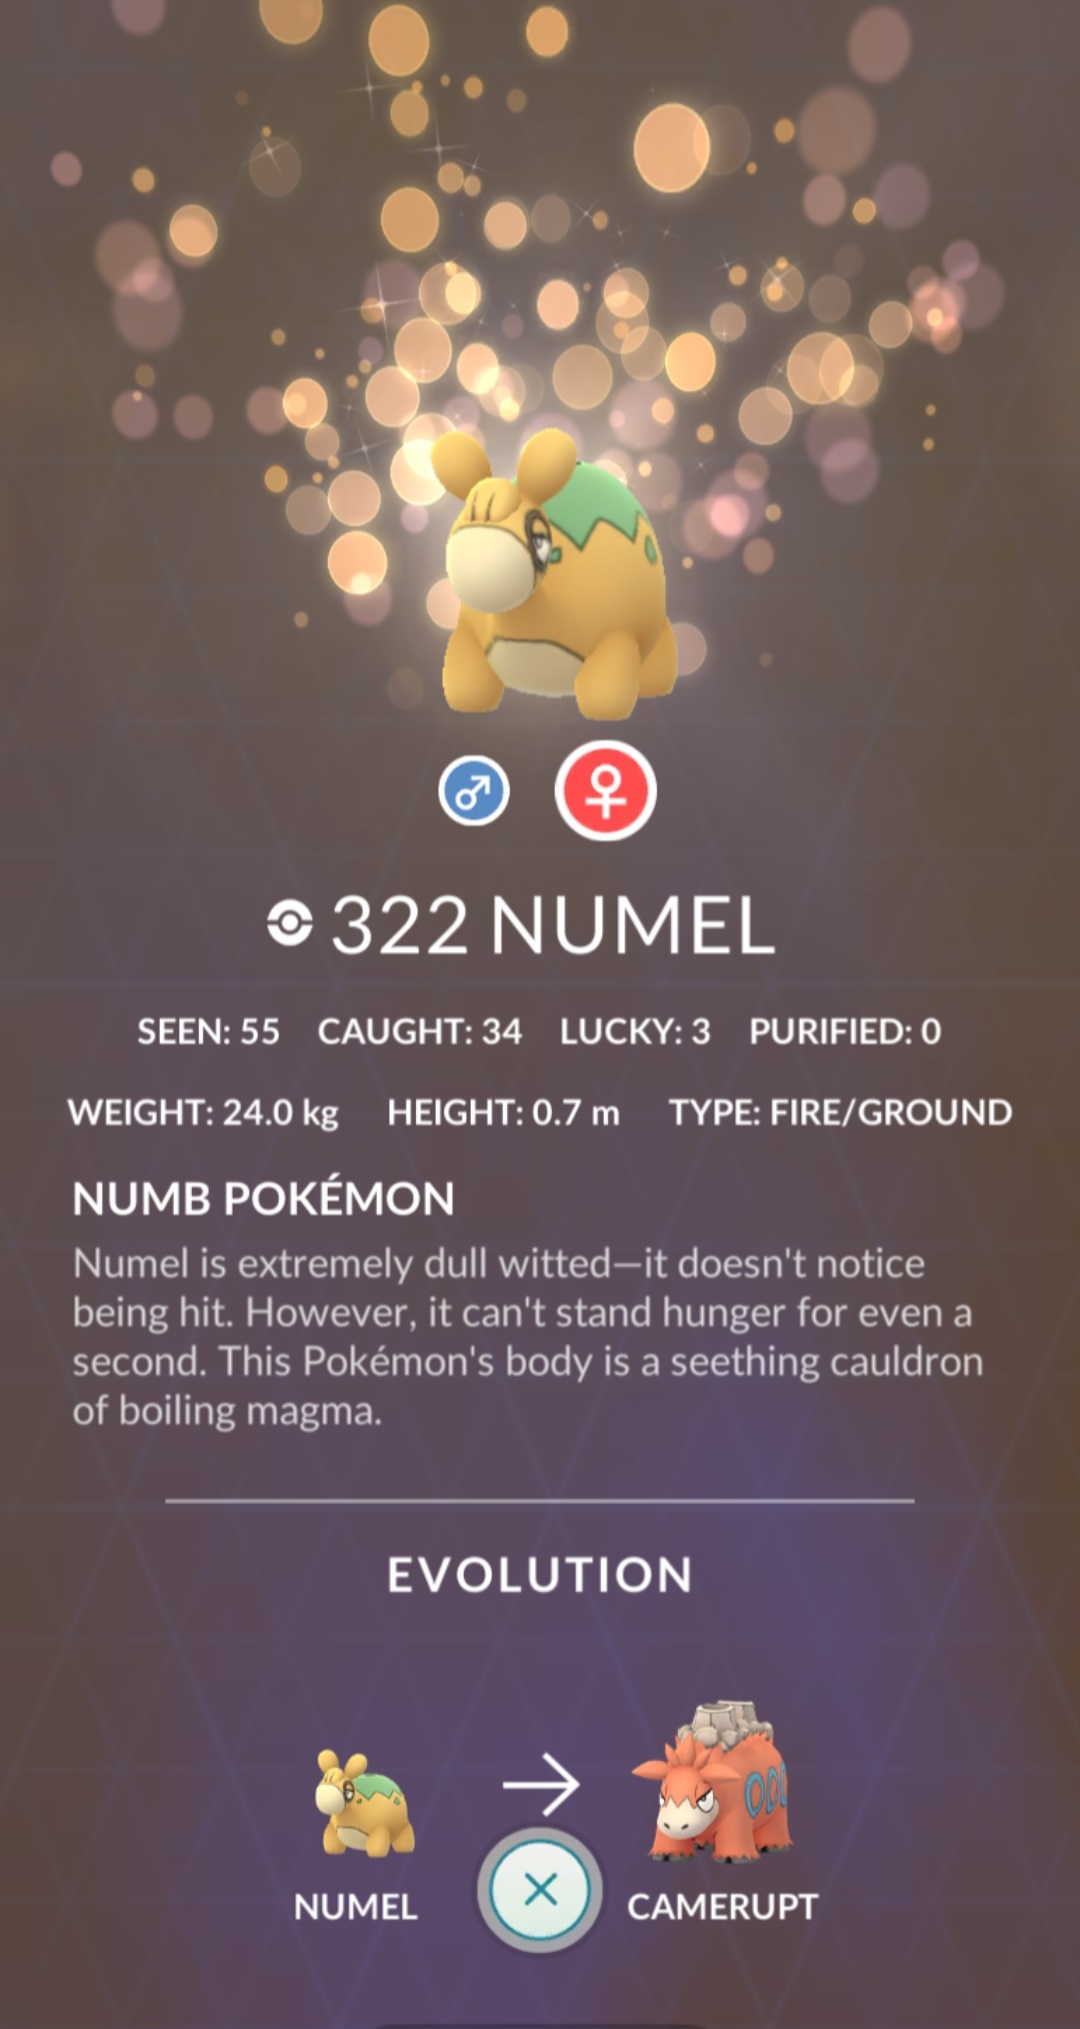 322 NUMEL
SEEN: 55 CAUGHT: 34 LUCKY: 3 PURIFIED: 0
WEIGHT: 24.0 kg HEIGHT: 0.7 m TYPE: FIRE/GROUND
NUMB POKÉMON
Numel is extremely dull witted—it doesn't notice
being hit. However, it can't stand hunger for even a
second. This Pokémon's body is a seething cauldron
of boiling magma.
EVOLUTION
NUMEL CAMERUPT